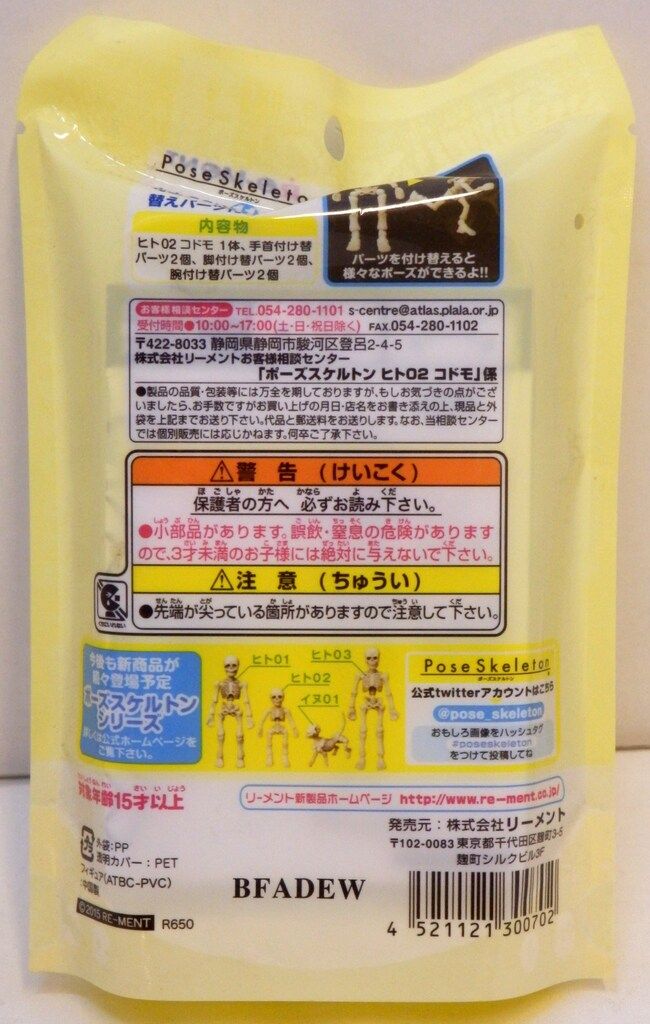 Pose Skeleto
ポーズスケルトン
替えパーツ
内容物
ヒト02 コドモ 1体、手首付け替
パーツ2個、脚付け替パーツ2個、
腕付け替パーツ2個
パーツを付け替えると
様々なポーズができるよ!!
お客様相談センター TEL.054-280-1101 s-centre@atlas.plala.or.jp
受付時間●10:00~17:00(土・日・祝日除く) FAX.054-280-1102
〒422-8033 静岡県静岡市駿河区登呂2-4-5
株式会社リーメントお客様相談センター
「ポーズスケルトン ヒト02 コドモ」係
●製品の品質・包装等には万全を期しておりますが、もしお気づきの点がござ
いましたら、お手数ですがお買い上げの月日・店名をお書き添えの上、現品と外
袋を上記までお送り下さい。代品と郵送料をお送りします。なお、当相談センター
では個別販売には応じかねます。何卒ご了承下さい。
⚠警告 (けいこく)
保護者の方へ 必ずお読み下さい。
●小部品があります。誤飲・窒息の危険があります
ので、3才未満のお子様には絶対に与えないで下さい。
⚠注意 (ちゅうい)
●先端が尖っている箇所がありますので注意して下さい。
今後も新商品が
続々登場予定
ポーズスケルトン
シリーズ
詳しくは公式ホームページを
ご覧下さい。
ヒト01
ヒト02
イヌ01
ヒト03
Pose Skeleton
ポーズスケルトン
公式twitterアカウントはこちら
@pose_skeleton
おもしろ画像をハッシュタグ
#poseskeleton
をつけて投稿してね
対象年齢15才以上
リーメント新製品ホームページ http://www.re-ment.co.jp/
発売元：株式会社リーメント
〒102-0083 東京都千代田区麹町3-5
麹町シルクビル3F
外袋:PP
透明カバー：PET
フィギュア(ATBC-PVC)
中国製
©2015 RE-MENT R650
BFADEW
4 521121 300702